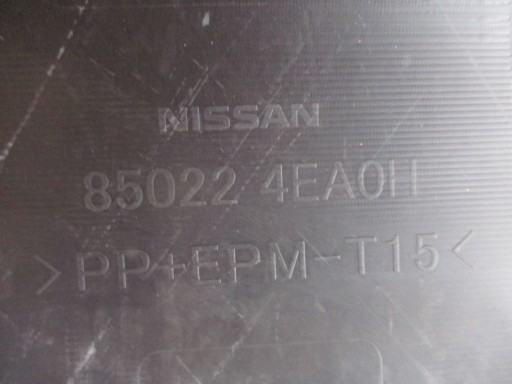 NISSAN
85022 4EA0H
>PP+EPM-T15<